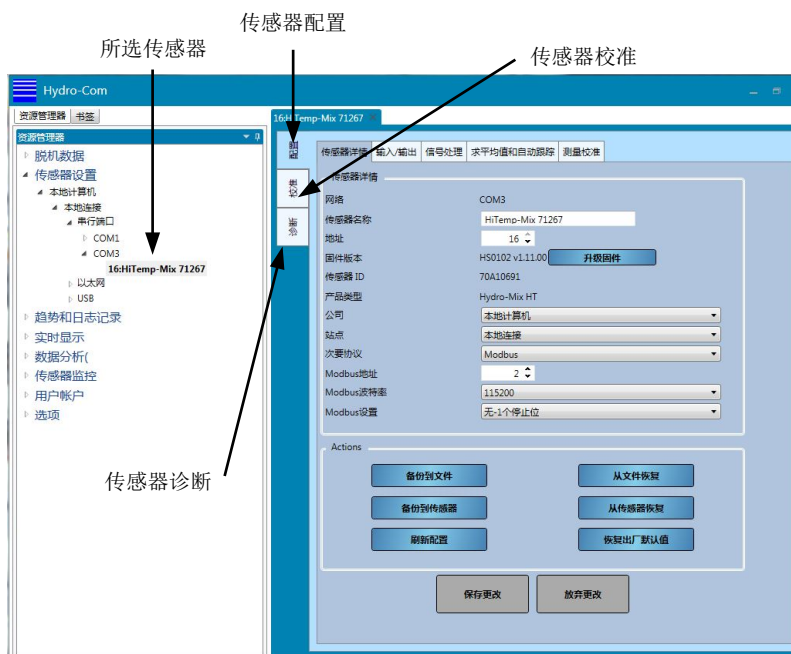 传感器配置
所选传感器
传感器校准
Hydro-Com
资源管理器 书签
16:HiTemp-Mix 71267
资源管理器
脱机数据
传感器设置
本地计算机
本地连接
串行端口
COM1
COM3
16:HiTemp-Mix 71267
以太网
USB
趋势和日志记录
实时显示
数据分析(
传感器监控
用户帐户
选项
配置
校准
诊断
传感器详情 输入/输出 信号处理 求平均值和自动跟踪 测量校准
传感器详情
网络 COM3
传感器名称 HiTemp-Mix 71267
地址 16
固件版本 HS0102 v1.11.00 升级固件
传感器 ID 70A10691
产品类型 Hydro-Mix HT
公司 本地计算机
站点 本地连接
次要协议 Modbus
Modbus地址 2
Modbus波特率 115200
Modbus设置 无-1个停止位
Actions
备份到文件 从文件恢复
备份到传感器 从传感器恢复
刷新配置 恢复出厂默认值
保存更改 放弃更改
传感器诊断